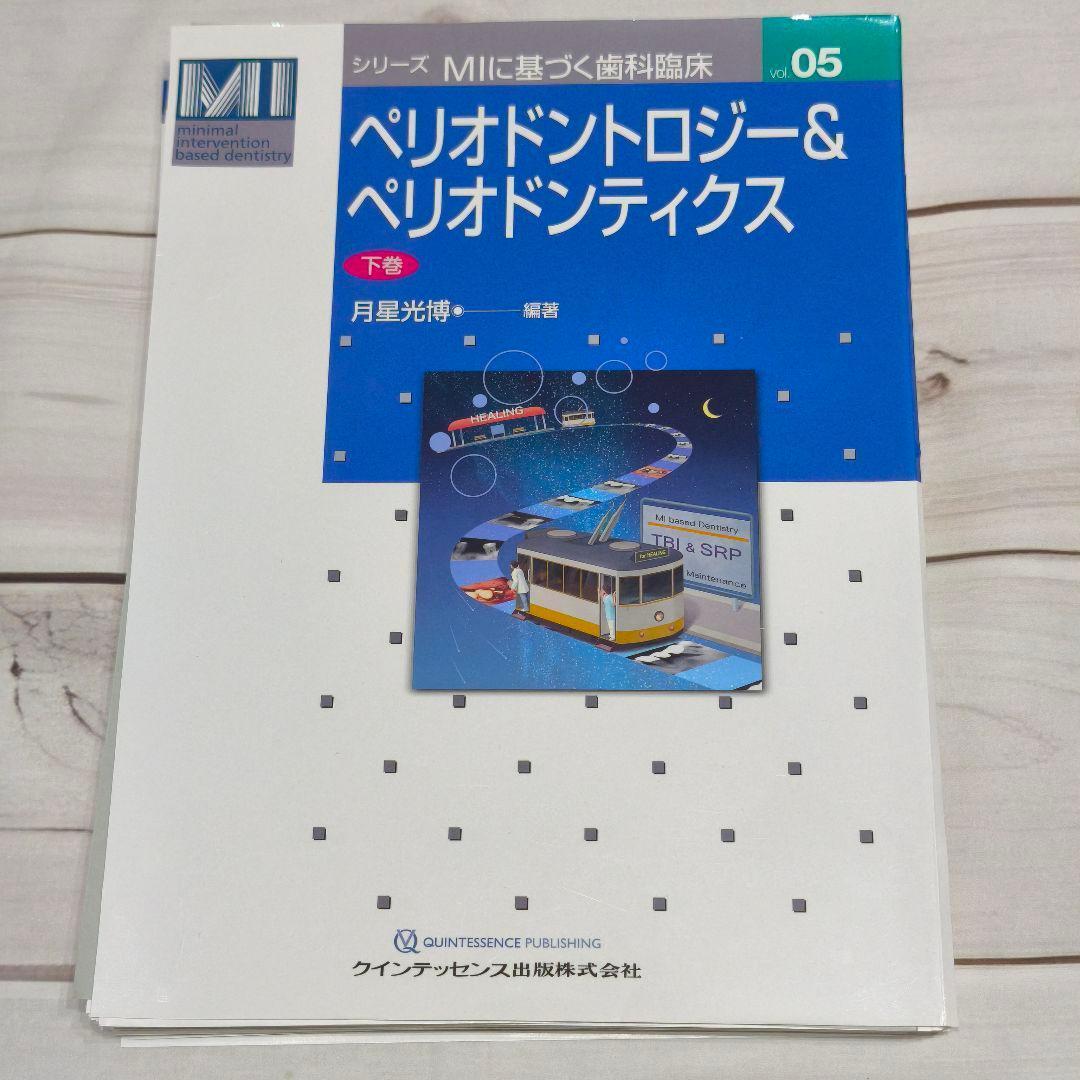 MI
minimal
intervention
based dentistry
シリーズ MIに基づく歯科臨床
vol.05
ペリオドントロジー&
ペリオドンティクス
下巻
月星光博 編著
HEALING
MI based Dentistry
TBI & SRP
Maintenance
for HEALING
QUINTESSENCE PUBLISHING
クインテッセンス出版株式会社